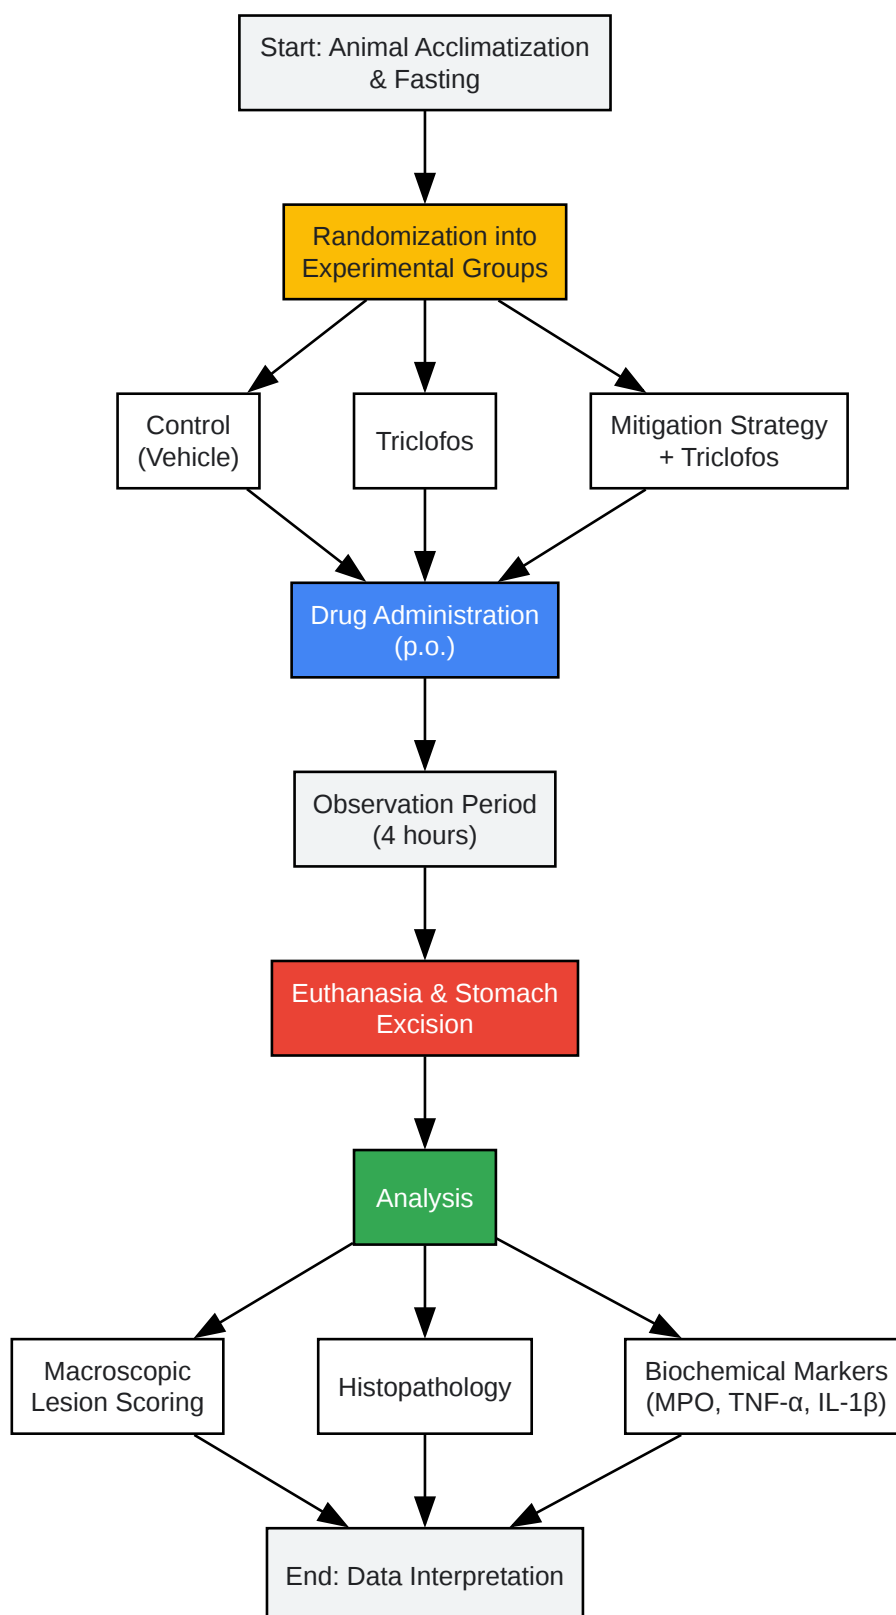 Start: Animal Acclimatization
& Fasting
Randomization into
Experimental Groups
Control
(Vehicle)
Triclofos
Mitigation Strategy
+ Triclofos
Drug Administration
(p.o.)
Observation Period
(4 hours)
Euthanasia & Stomach
Excision
Analysis
Macroscopic
Lesion Scoring
Histopathology
Biochemical Markers
(MPO, TNF-α, IL-1β)
End: Data Interpretation